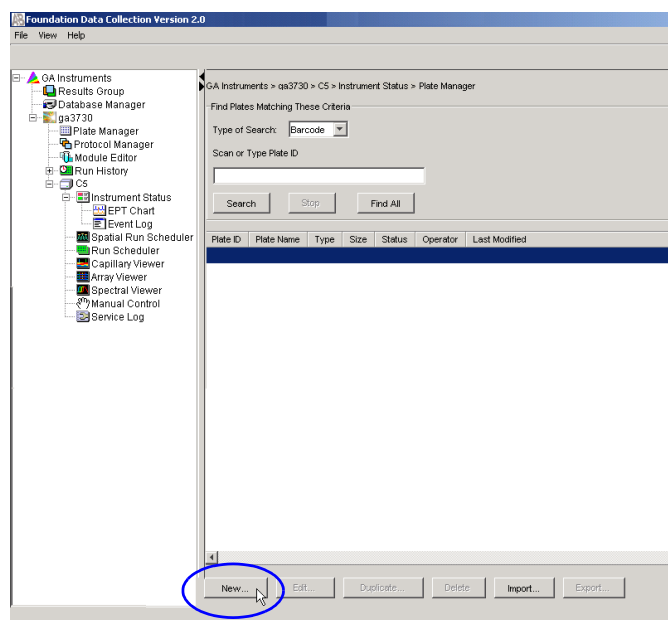 Foundation Data Collection Version 2.0
File View Help
GA Instruments
Results Group
Database Manager
ga3730
Plate Manager
Protocol Manager
Module Editor
Run History
C5
Instrument Status
EPT Chart
Event Log
Spatial Run Scheduler
Run Scheduler
Capillary Viewer
Array Viewer
Spectral Viewer
Manual Control
Service Log
GA Instruments > ga3730 > C5 > Instrument Status > Plate Manager
Find Plates Matching These Criteria
Type of Search: Barcode
Scan or Type Plate ID
Search Stop Find All
Plate ID Plate Name Type Size Status Operator Last Modified
New... Edit... Duplicate... Delete Import... Export...